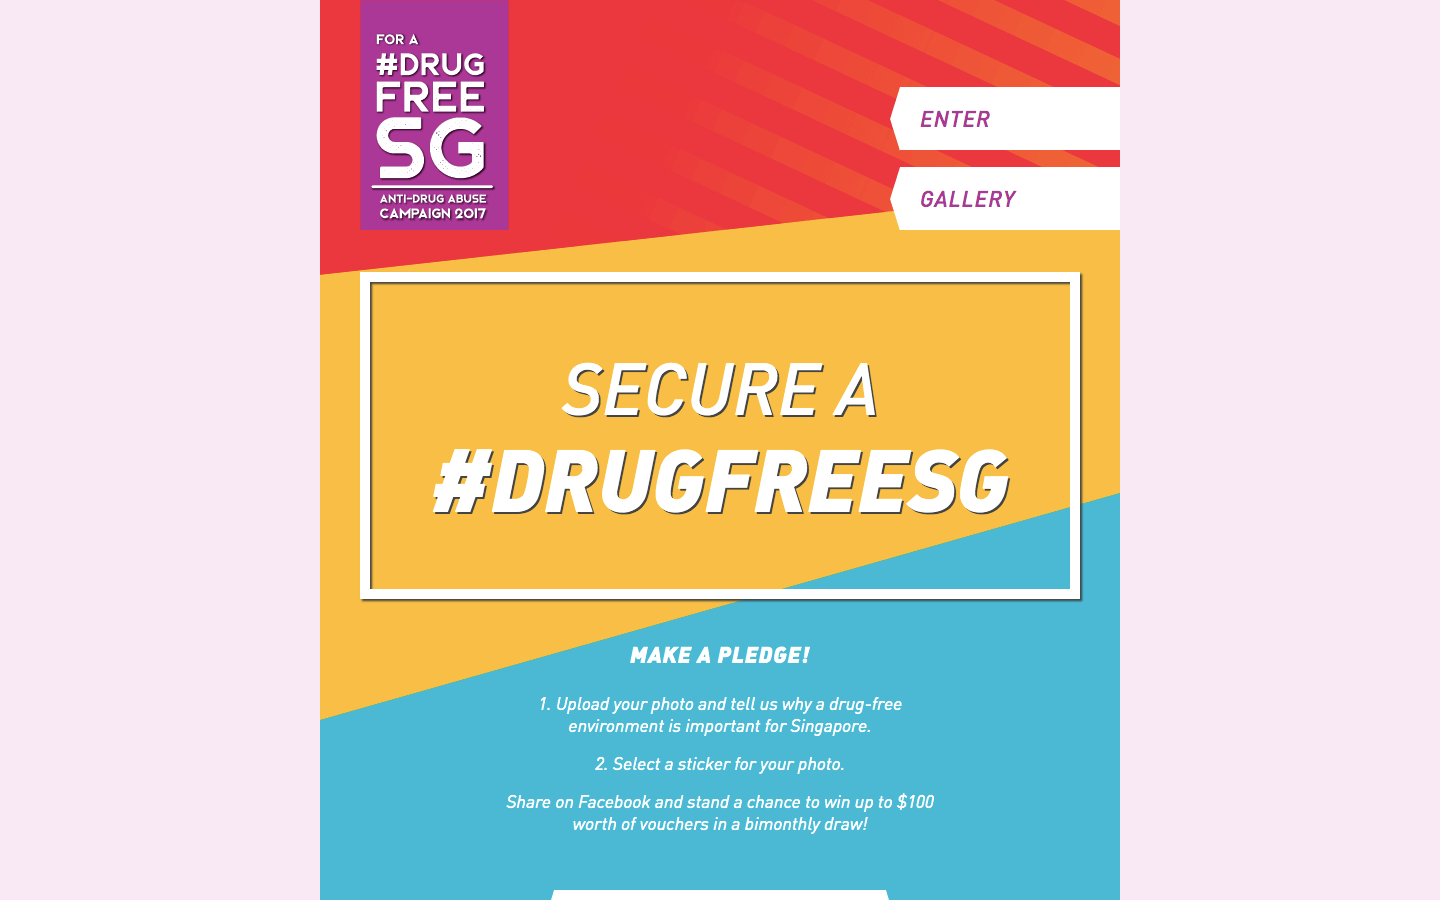 FOR A
#DRUG
FREE
SG
ANTI-DRUG ABUSE
CAMPAIGN 2017
ENTER
GALLERY
SECURE A
#DRUGFREESG
MAKE A PLEDGE!
1. Upload your photo and tell us why a drug-free
environment is important for Singapore.
2. Select a sticker for your photo.
Share on Facebook and stand a chance to win up to $100
worth of vouchers in a bimonthly draw!